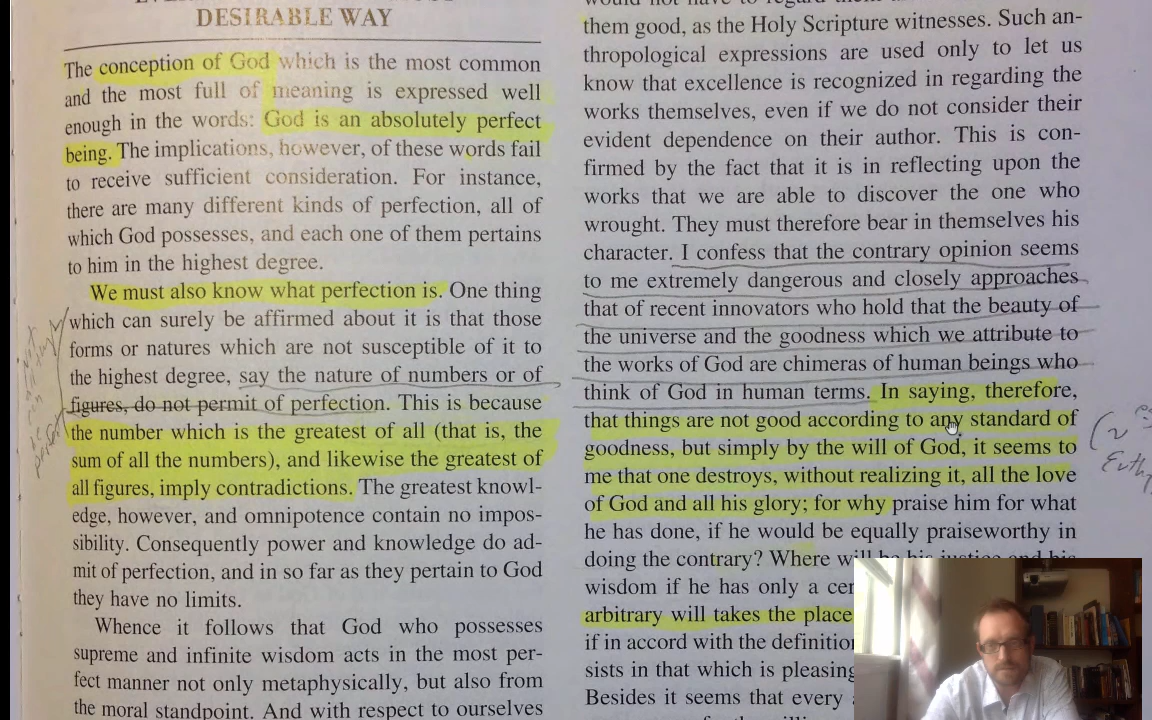 DESIRABLE WAY
The conception of God which is the most common
and the most full of meaning is expressed well
enough in the words: God is an absolutely perfect
being. The implications, however, of these words fail
to receive sufficient consideration. For instance,
there are many different kinds of perfection, all of
which God possesses, and each one of them pertains
to him in the highest degree.
We must also know what perfection is. One thing
which can surely be affirmed about it is that those
forms or natures which are not susceptible of it to
the highest degree, say the nature of numbers or of
figures, do not permit of perfection. This is because
the number which is the greatest of all (that is, the
sum of all the numbers), and likewise the greatest of
all figures, imply contradictions. The greatest knowl-
edge, however, and omnipotence contain no impos-
sibility. Consequently power and knowledge do ad-
mit of perfection, and in so far as they pertain to God
they have no limits.
Whence it follows that God who possesses
supreme and infinite wisdom acts in the most per-
fect manner not only metaphysically, but also from
the moral standpoint. And with respect to ourselves
them good, as the Holy Scripture witnesses. Such an-
thropological expressions are used only to let us
know that excellence is recognized in regarding the
works themselves, even if we do not consider their
evident dependence on their author. This is con-
firmed by the fact that it is in reflecting upon the
works that we are able to discover the one who
wrought. They must therefore bear in themselves his
character. I confess that the contrary opinion seems
to me extremely dangerous and closely approaches
that of recent innovators who hold that the beauty of
the universe and the goodness which we attribute to
the works of God are chimeras of human beings who
think of God in human terms. In saying, therefore,
that things are not good according to any standard of
goodness, but simply by the will of God, it seems to
me that one destroys, without realizing it, all the love
of God and all his glory; for why praise him for what
he has done, if he would be equally praiseworthy in
doing the contrary? Where will be his justice and his
wisdom if he has only a cer
arbitrary will takes the place
if in accord with the definition
sists in that which is pleasing
Besides it seems that every